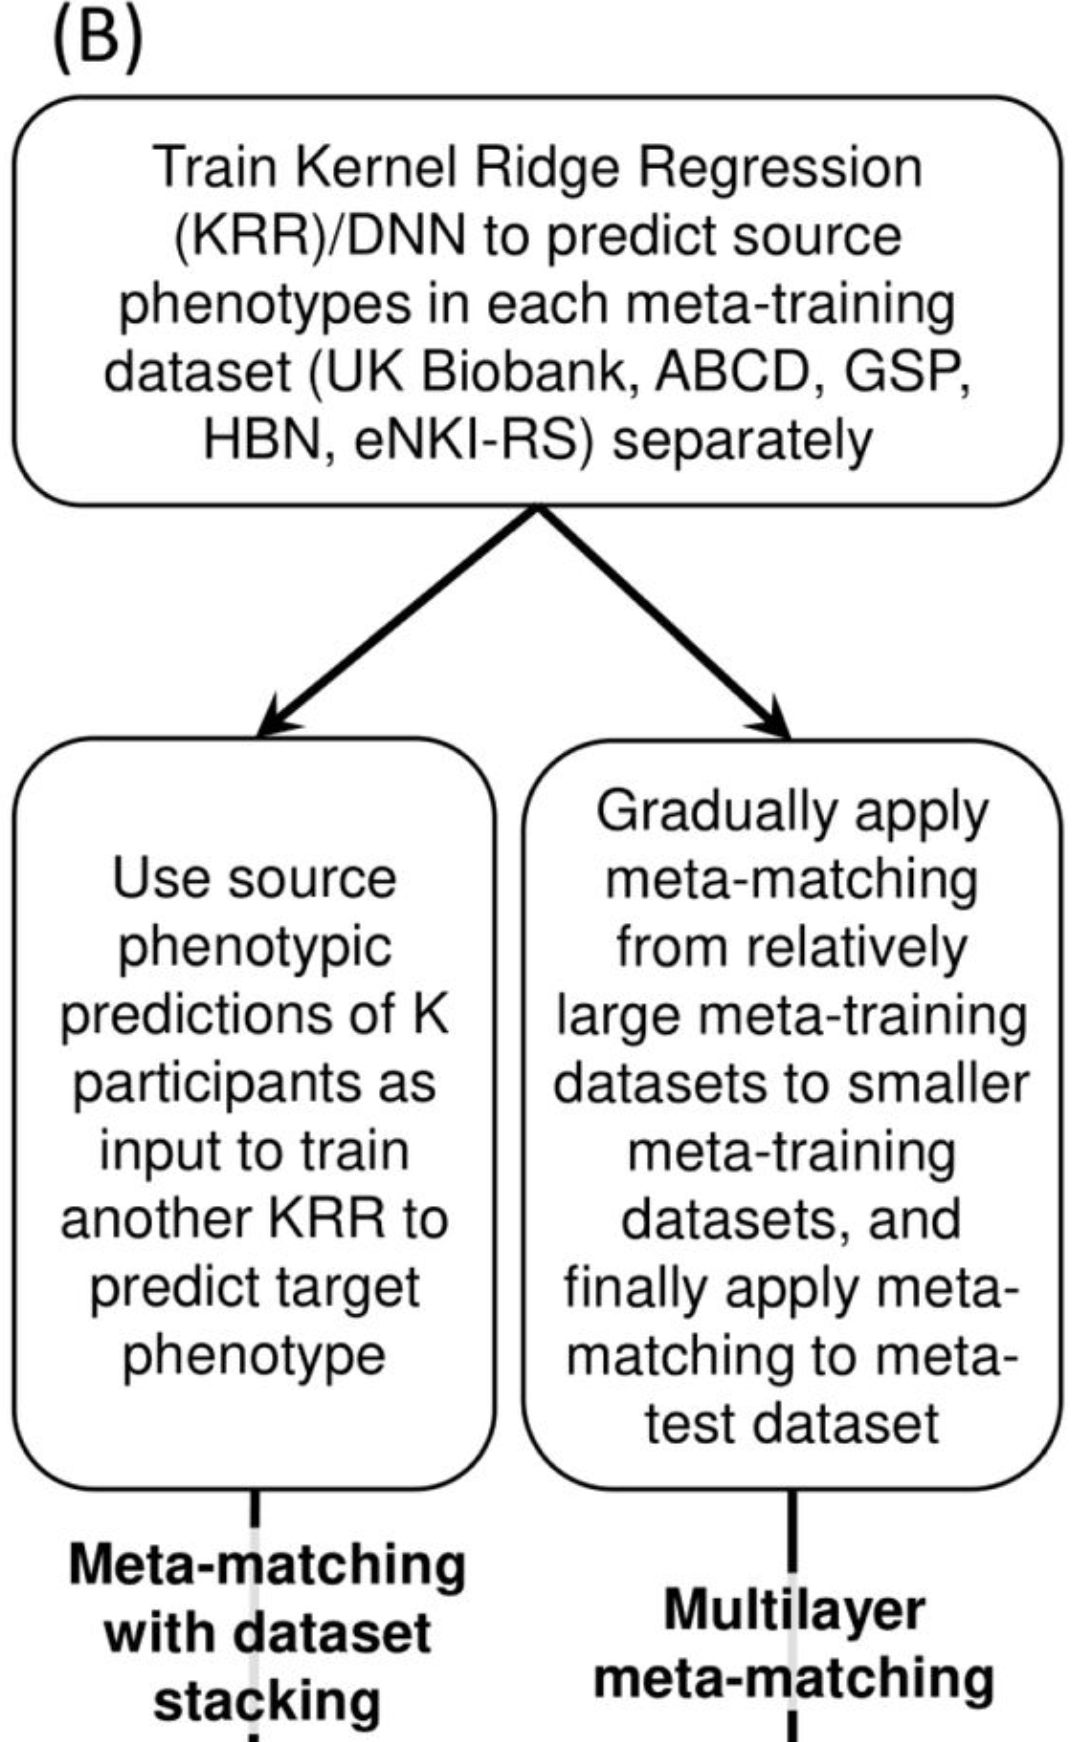 (B)
Train Kernel Ridge Regression
(KRR)/DNN to predict source
phenotypes in each meta-training
dataset (UK Biobank, ABCD, GSP,
HBN, eNKI-RS) separately
Use source
phenotypic
predictions of K
participants as
input to train
another KRR to
predict target
phenotype
Gradually apply
meta-matching
from relatively
large meta-training
datasets to smaller
meta-training
datasets, and
finally apply meta-
matching to meta-
test dataset
Meta-matching
with dataset
stacking
Multilayer
meta-matching